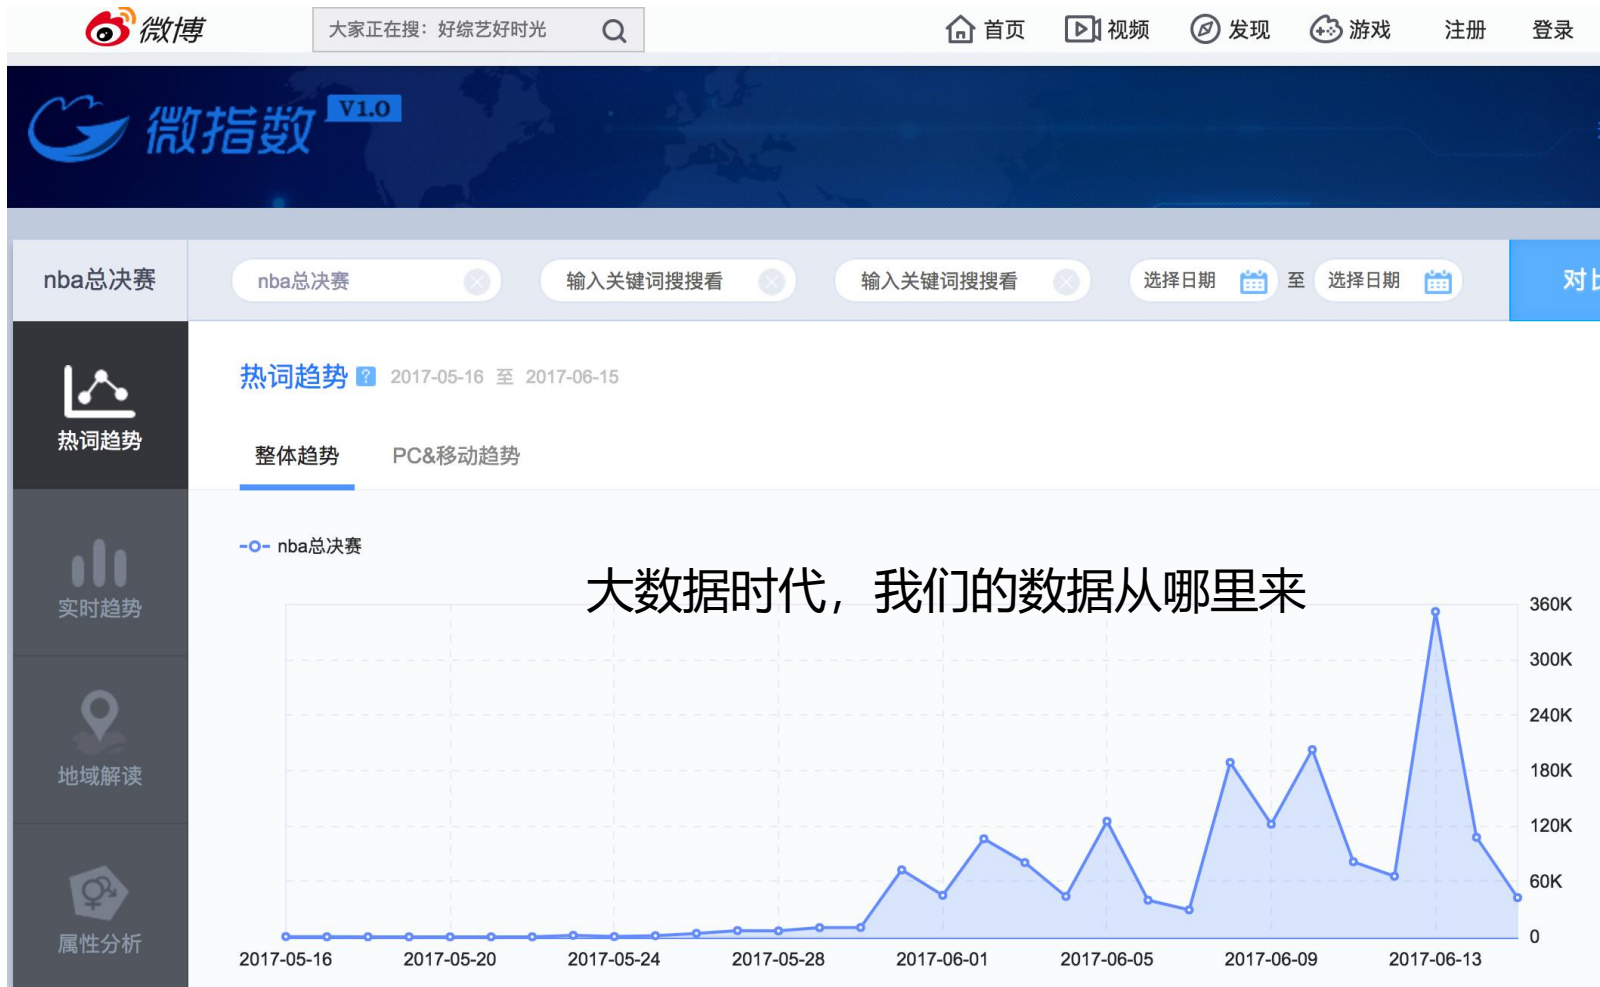 微博
大家正在搜：好综艺好时光
首页
视频
发现
游戏
注册
登录
微指数 V1.0
nba总决赛
nba总决赛
输入关键词搜搜看
输入关键词搜搜看
选择日期
至
选择日期
热词趋势
实时趋势
地域解读
属性分析
热词趋势 ? 2017-05-16 至 2017-06-15
整体趋势
PC&移动趋势
nba总决赛
大数据时代，我们的数据从哪里来
360K
300K
240K
180K
120K
60K
0
2017-05-16
2017-05-20
2017-05-24
2017-05-28
2017-06-01
2017-06-05
2017-06-09
2017-06-13